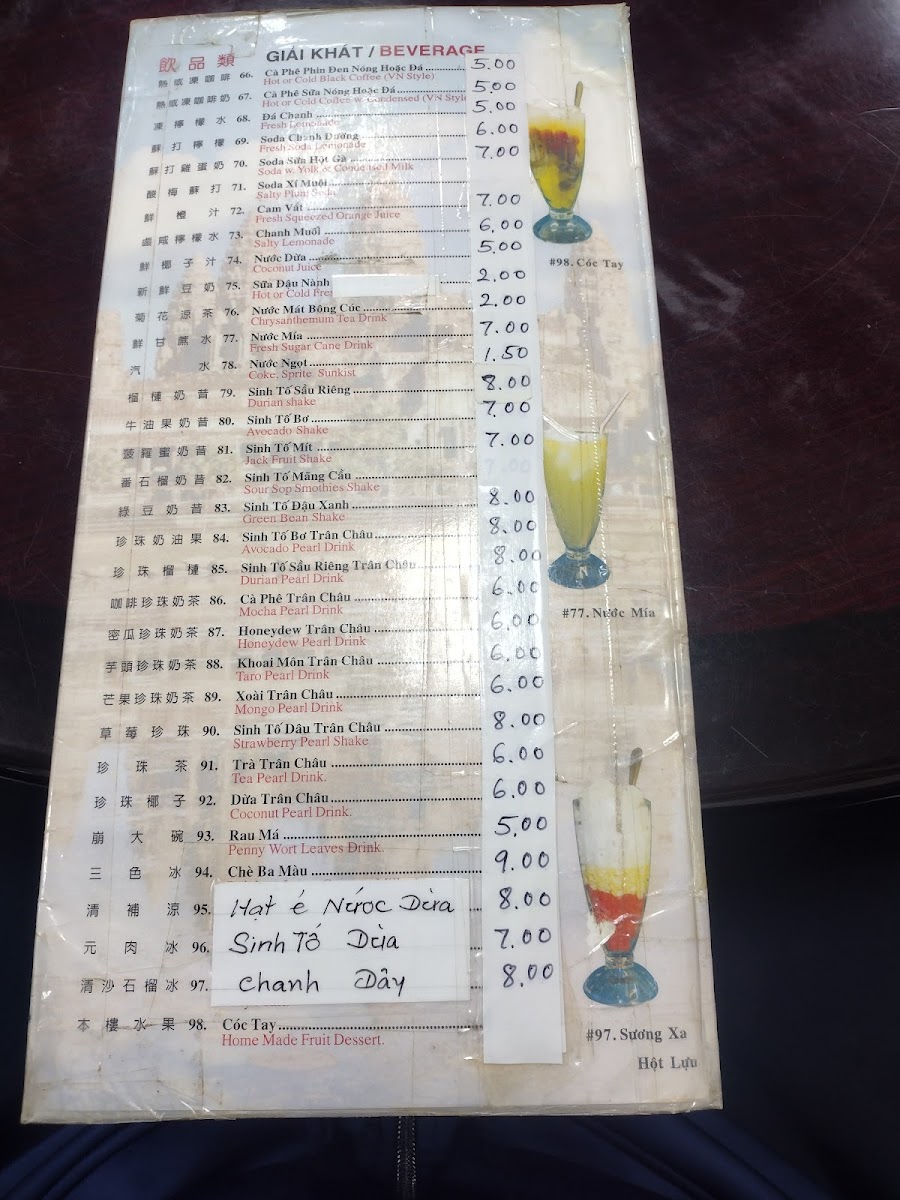 飲品類 GIẢI KHÁT / BEVERAGE
熱或凍咖啡 66. Cà Phê Phin Đen Nóng Hoặc Đá 5.00
Hot or Cold Black Coffee (VN Style)
熱或凍咖啡奶 67. Cà Phê Sữa Nóng Hoặc Đá 5.00
Hot or Cold Coffee w. Condensed (VN Style
凍檸檬水 68. Đá Chanh 5.00
Fresh Lemonade
蘇打檸檬 69. Soda Chanh Đường 6.00
Fresh Soda Lemonade
蘇打雞蛋奶 70. Soda Sữa Hột Gà 7.00
Soda w. Yolk or Condensed Milk
酸梅蘇打 71. Soda Xí Muội
Salty Plum Soda
鮮橙汁 72. Cam Vắt 7.00
Fresh Squeezed Orange Juice
鹹檸檬水 73. Chanh Muối 6.00
Salty Lemonade
鮮椰子汁 74. Nước Dừa 5.00
Coconut Juice
新鮮豆奶 75. Sữa Đậu Nành 2.00
Hot or Cold Fre
菊花涼茶 76. Nước Mát Bông Cúc 2.00
Chrysanthemum Tea Drink
鮮甘蔗水 77. Nước Mía 7.00
Fresh Sugar Cane Drink
汽水 78. Nước Ngọt 1.50
Coke, Sprite Sunkist
榴槤奶昔 79. Sinh Tố Sầu Riêng 8.00
Durian shake
牛油果奶昔 80. Sinh Tố Bơ 7.00
Avocado Shake
菠羅蜜奶昔 81. Sinh Tố Mít 7.00
Jack Fruit Shake
番石榴奶昔 82. Sinh Tố Mãng Cầu 7.00
Sour Sop Smothies Shake
綠豆奶昔 83. Sinh Tố Đậu Xanh 8.00
Green Bean Shake
珍珠奶油果 84. Sinh Tố Bơ Trân Châu 8.00
Avocado Pearl Drink
珍珠榴槤 85. Sinh Tố Sầu Riêng Trân Châu 8.00
Durian Pearl Drink
咖啡珍珠奶茶 86. Cà Phê Trân Châu 6.00
Mocha Pearl Drink
密瓜珍珠奶茶 87. Honeydew Trân Châu 6.00
Honeydew Pearl Drink
芋頭珍珠奶茶 88. Khoai Môn Trân Châu 6.00
Taro Pearl Drink
芒果珍珠奶茶 89. Xoài Trân Châu 6.00
Mongo Pearl Drink
草莓珍珠 90. Sinh Tố Dâu Trân Châu 8.00
Strawberry Pearl Shake
珍珠茶 91. Trà Trân Châu 6.00
Tea Pearl Drink.
珍珠椰子 92. Dừa Trân Châu 6.00
Coconut Pearl Drink.
崩大碗 93. Rau Má 5.00
Penny Wort Leaves Drink.
三色冰 94. Chè Ba Màu 9.00
清補涼 95. Hạt é Nước Dừa 8.00
元肉冰 96. Sinh Tố Dừa 7.00
清沙石榴冰 97. Chanh Dây 8.00
本樓水果 98. Cóc Tay
Home Made Fruit Dessert.
#98. Cóc Tay
#77. Nước Mía
#97. Sương Xa
Hột Lựu